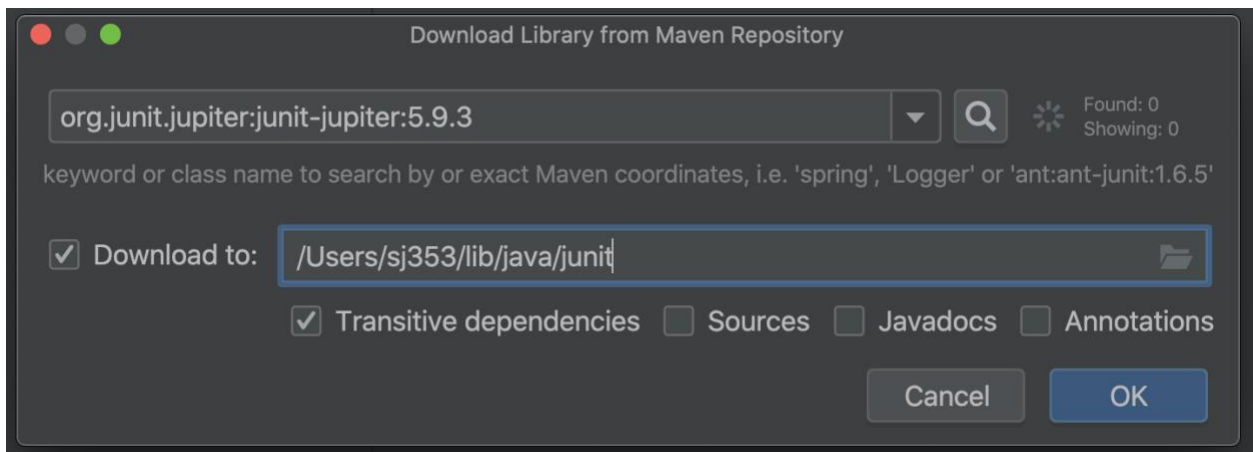 Download Library from Maven Repository
org.junit.jupiter:junit-jupiter:5.9.3
Found: 0
Showing: 0
keyword or class name to search by or exact Maven coordinates, i.e. 'spring', 'Logger' or 'ant:ant-junit:1.6.5'
Download to: /Users/sj353/lib/java/junit
Transitive dependencies Sources Javadocs Annotations
Cancel OK